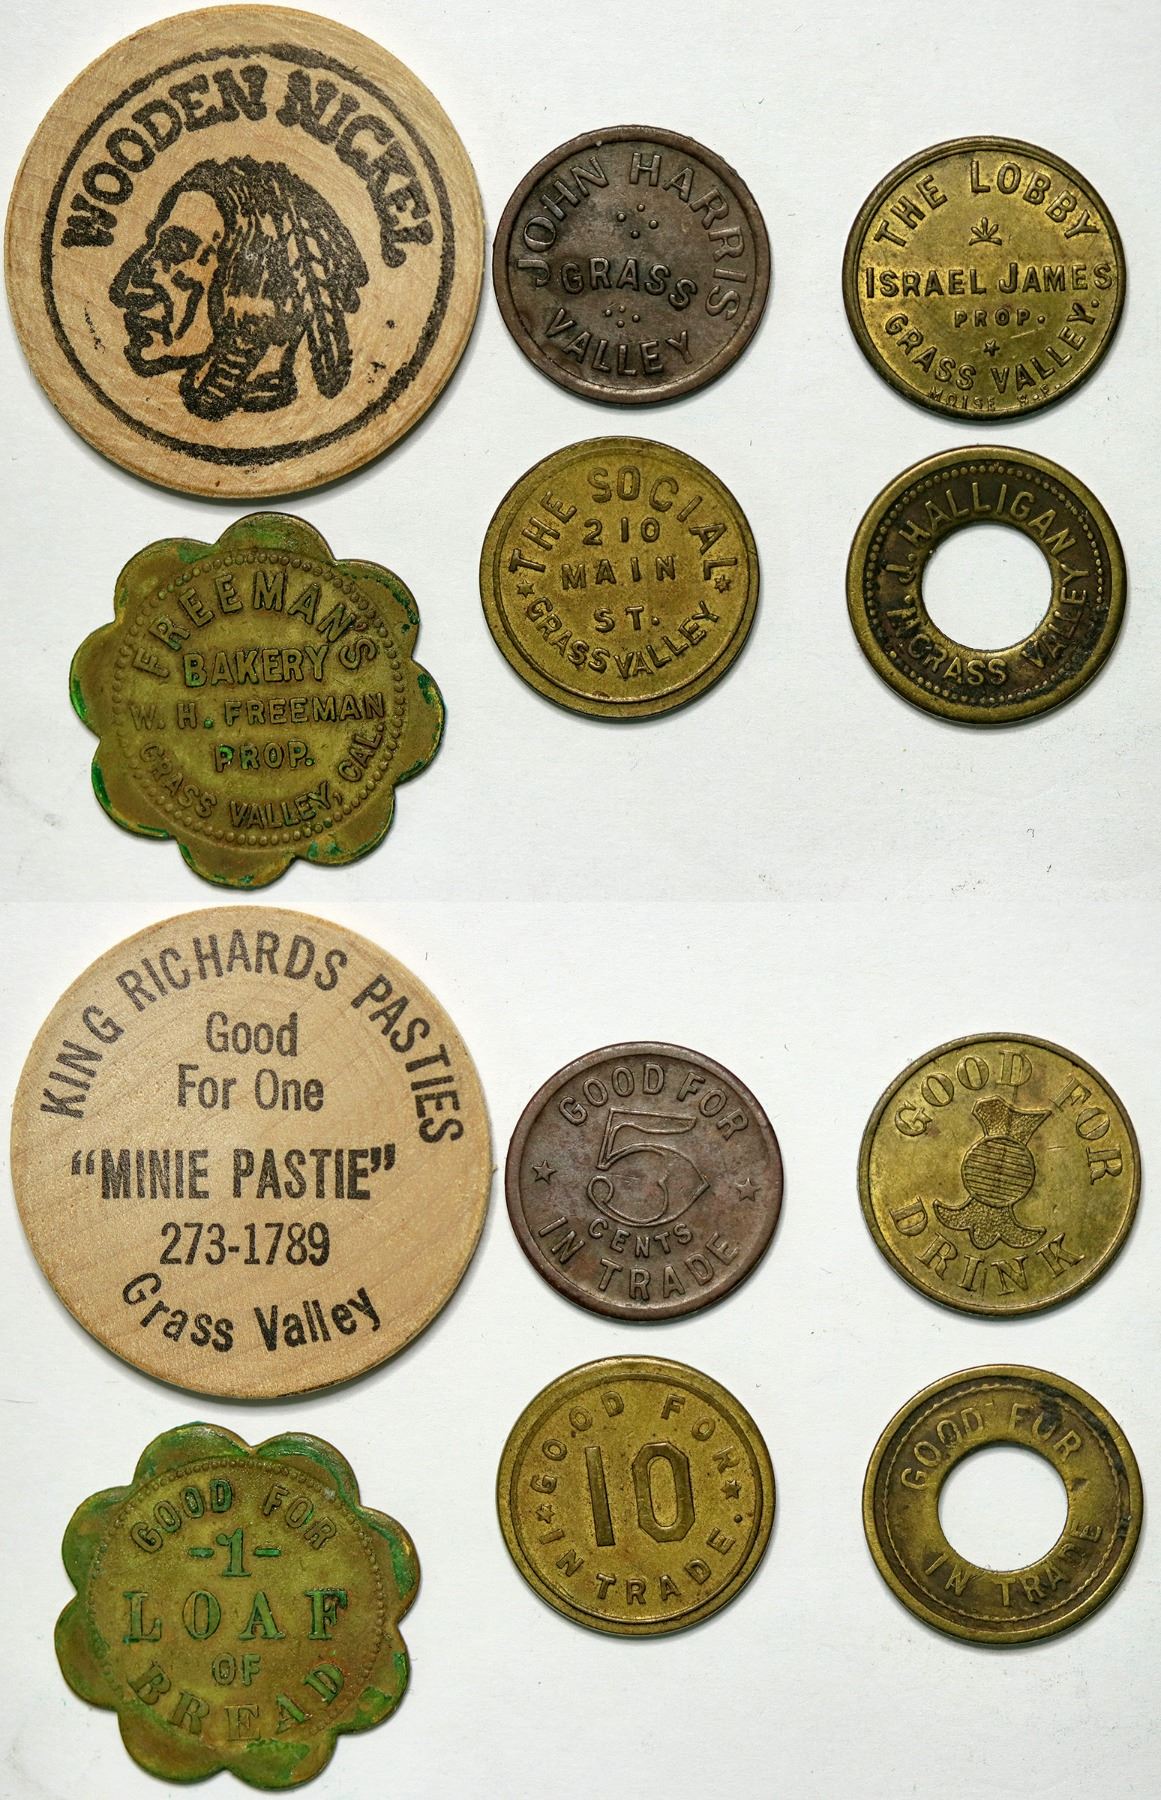 WOODEN NICKEL
JOHN HARRIS
GRASS
VALLEY
THE LOBBY
ISRAEL JAMES
PROP.
GRASS VALLEY.
MOISE S.F.
FREEMAN'S
BAKERY
W. H. FREEMAN
PROP.
GRASS VALLEY, CAL.
THE SOCIAL
210
MAIN
ST.
GRASS VALLEY
P. J. HALLIGAN
GRASS VALLEY
KING RICHARDS PASTIES
Good
For One
“MINIE PASTIE”
273-1789
Grass Valley
GOOD FOR
5
CENTS
IN TRADE
GOOD FOR
DRINK
GOOD FOR
-1-
LOAF
OF
BREAD
GOOD FOR
10
IN TRADE.
GOOD FOR
IN TRADE